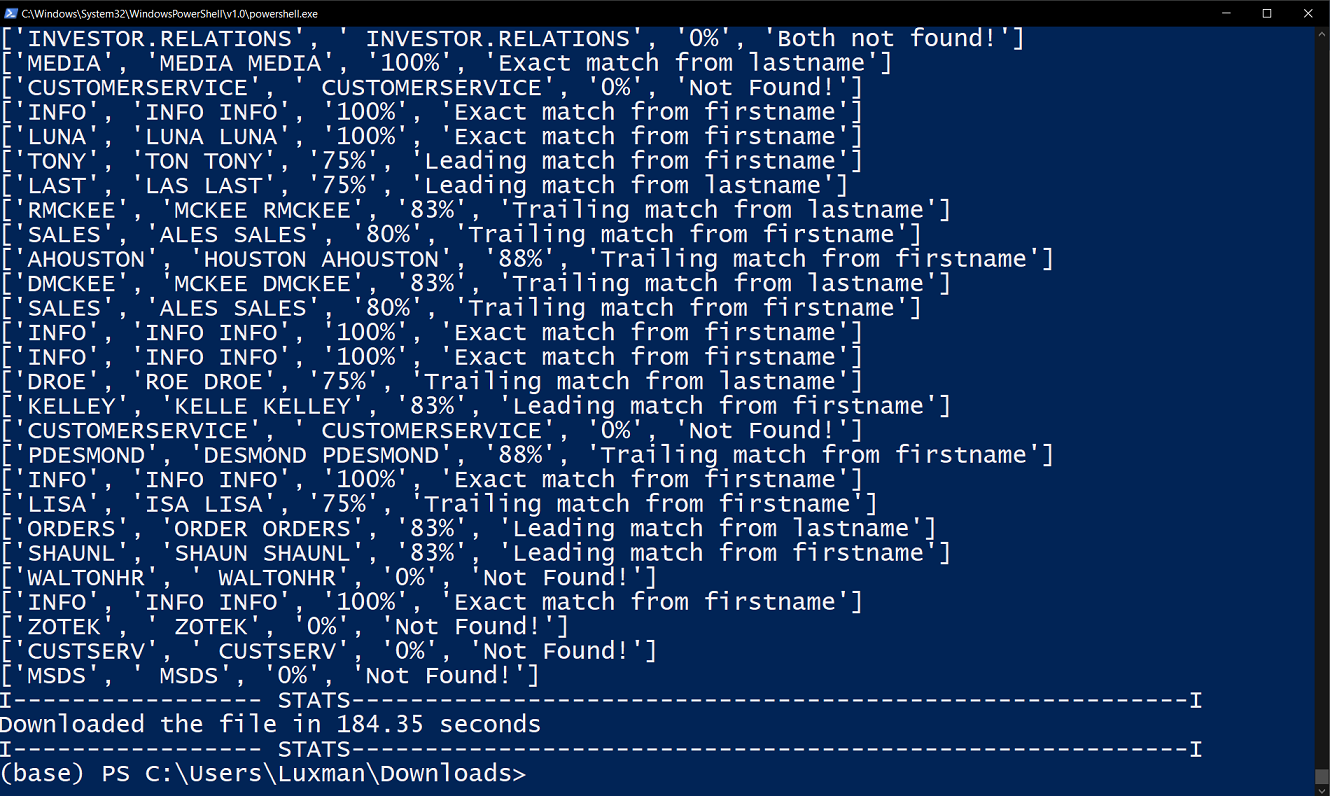 C:\Windows\System32\WindowsPowerShell\v1.0\powershell.exe
['INVESTOR.RELATIONS', ' INVESTOR.RELATIONS', '0%', 'Both not found!']
['MEDIA', 'MEDIA MEDIA', '100%', 'Exact match from lastname']
['CUSTOMERSERVICE', ' CUSTOMERSERVICE', '0%', 'Not Found!']
['INFO', 'INFO INFO', '100%', 'Exact match from firstname']
['LUNA', 'LUNA LUNA', '100%', 'Exact match from firstname']
['TONY', 'TON TONY', '75%', 'Leading match from firstname']
['LAST', 'LAS LAST', '75%', 'Leading match from lastname']
['RMCKEE', 'MCKEE RMCKEE', '83%', 'Trailing match from lastname']
['SALES', 'ALES SALES', '80%', 'Trailing match from firstname']
['AHOUSTON', 'HOUSTON AHOUSTON', '88%', 'Trailing match from firstname']
['DMCKEE', 'MCKEE DMCKEE', '83%', 'Trailing match from lastname']
['SALES', 'ALES SALES', '80%', 'Trailing match from firstname']
['INFO', 'INFO INFO', '100%', 'Exact match from firstname']
['INFO', 'INFO INFO', '100%', 'Exact match from firstname']
['DROE', 'ROE DROE', '75%', 'Trailing match from lastname']
['KELLEY', 'KELLE KELLEY', '83%', 'Leading match from firstname']
['CUSTOMERSERVICE', ' CUSTOMERSERVICE', '0%', 'Not Found!']
['PDESMOND', 'DESMOND PDESMOND', '88%', 'Trailing match from firstname']
['INFO', 'INFO INFO', '100%', 'Exact match from firstname']
['LISA', 'ISA LISA', '75%', 'Trailing match from firstname']
['ORDERS', 'ORDER ORDERS', '83%', 'Leading match from lastname']
['SHAUNL', 'SHAUN SHAUNL', '83%', 'Leading match from firstname']
['WALTONHR', ' WALTONHR', '0%', 'Not Found!']
['INFO', 'INFO INFO', '100%', 'Exact match from firstname']
['ZOTEK', ' ZOTEK', '0%', 'Not Found!']
['CUSTSERV', ' CUSTSERV', '0%', 'Not Found!']
['MSDS', ' MSDS', '0%', 'Not Found!']
I----------------- STATS---------------------------------------------------------I
Downloaded the file in 184.35 seconds
I----------------- STATS---------------------------------------------------------I
(base) PS C:\Users\Luxman\Downloads>